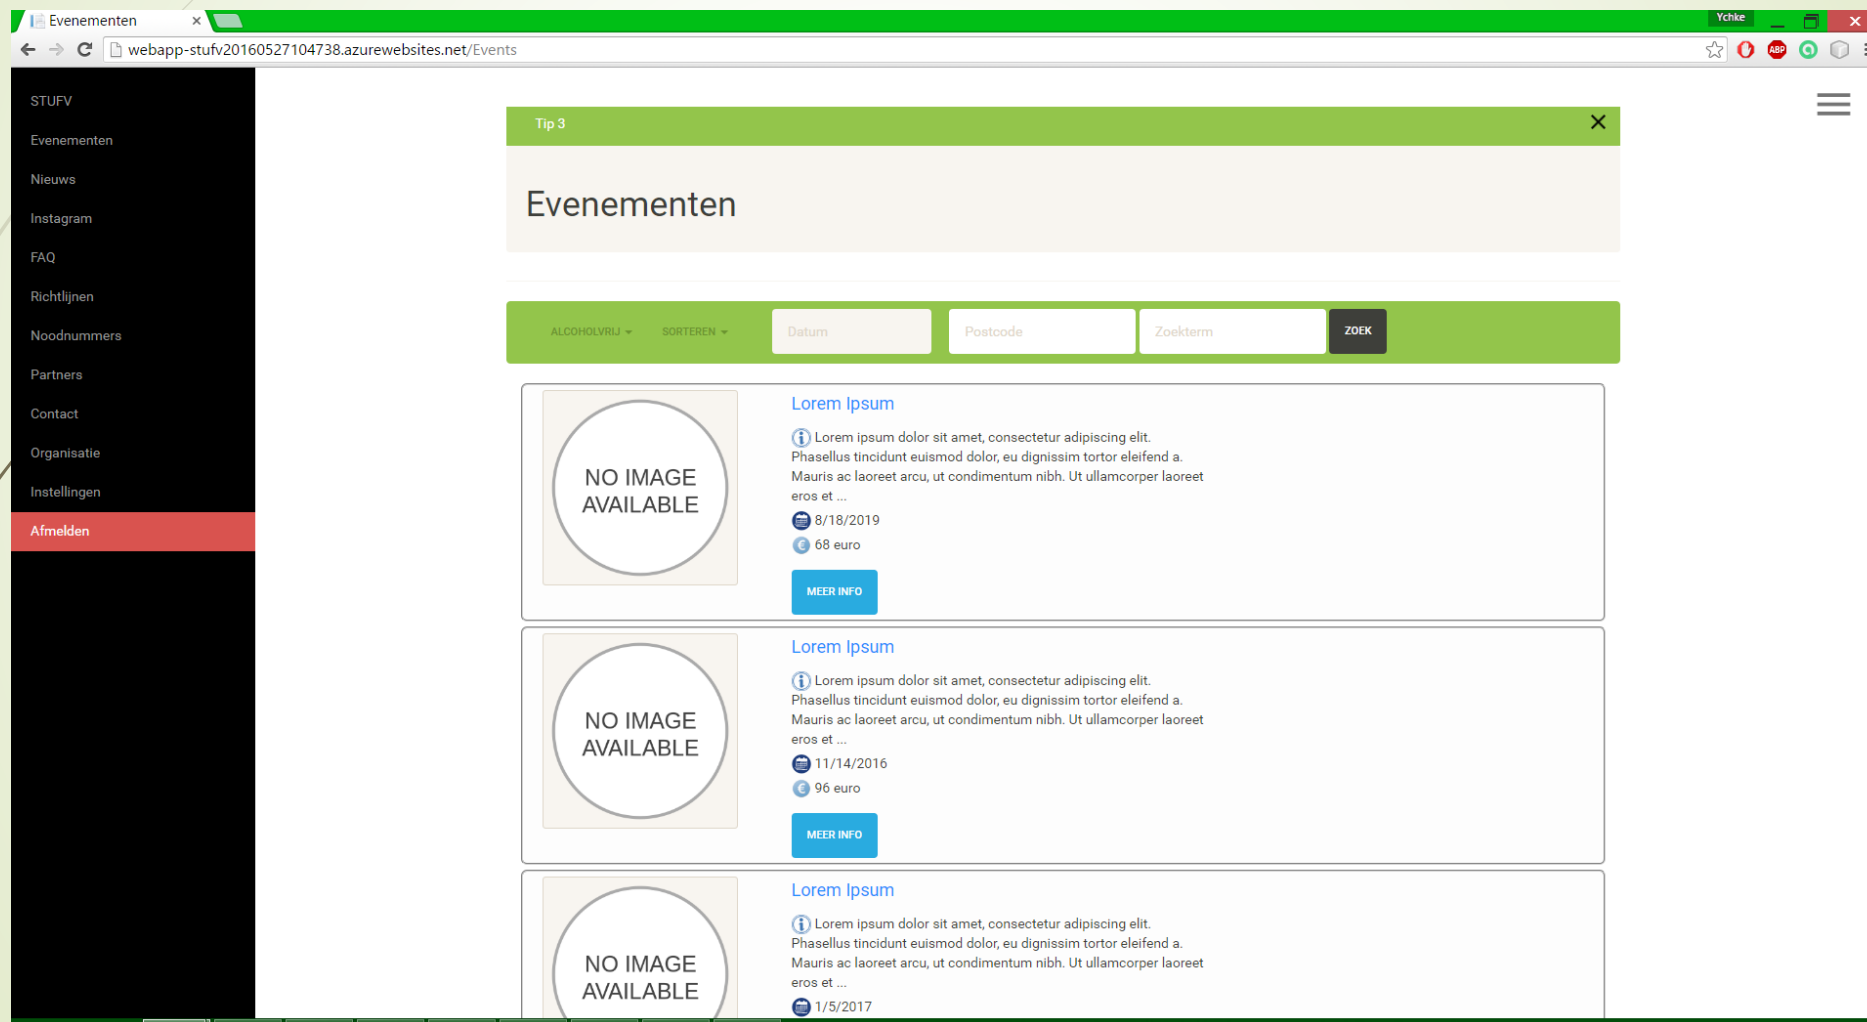 Evenementen
Ychke
webapp-stufv20160527104738.azurewebsites.net/Events
ABP
STUFV
Evenementen
Nieuws
Instagram
FAQ
Richtlijnen
Noodnummers
Partners
Contact
Organisatie
Instellingen
Afmelden
Tip 3
Evenementen
ALCOHOLVRIJ
SORTEREN
Datum
Postcode
Zoekterm
ZOEK
NO IMAGE
AVAILABLE
Lorem Ipsum
Lorem ipsum dolor sit amet, consectetur adipiscing elit.
Phasellus tincidunt euismod dolor, eu dignissim tortor eleifend a.
Mauris ac laoreet arcu, ut condimentum nibh. Ut ullamcorper laoreet
eros et ...
8/18/2019
€ 68 euro
MEER INFO
NO IMAGE
AVAILABLE
Lorem Ipsum
Lorem ipsum dolor sit amet, consectetur adipiscing elit.
Phasellus tincidunt euismod dolor, eu dignissim tortor eleifend a.
Mauris ac laoreet arcu, ut condimentum nibh. Ut ullamcorper laoreet
eros et ...
11/14/2016
€ 96 euro
MEER INFO
NO IMAGE
AVAILABLE
Lorem Ipsum
Lorem ipsum dolor sit amet, consectetur adipiscing elit.
Phasellus tincidunt euismod dolor, eu dignissim tortor eleifend a.
Mauris ac laoreet arcu, ut condimentum nibh. Ut ullamcorper laoreet
eros et ...
1/5/2017